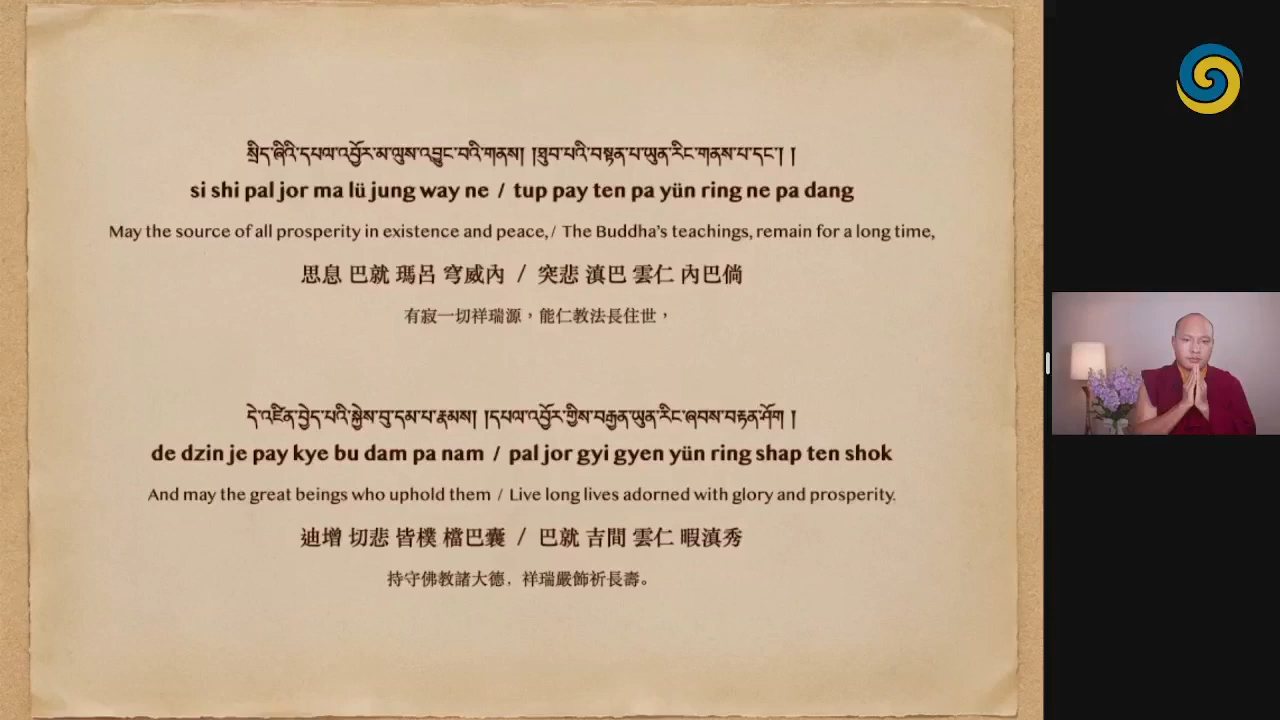 སྲིད་ཞིའི་དཔལ་འབྱོར་མ་ལུས་འབྱུང་བའི་གནས། །ཐུབ་པའི་བསྟན་པ་ཡུན་རིང་གནས་པ་དང་། །
si shi pal jor ma lü jung way ne / tup pay ten pa yün ring ne pa dang
May the source of all prosperity in existence and peace, / The Buddha’s teachings, remain for a long time,
思息 巴就 瑪呂 穹威內 / 突悲 滇巴 雲仁 內巴倘
有寂一切祥瑞源，能仁教法長住世，
དེ་འཛིན་བྱེད་པའི་སྐྱེས་བུ་དམ་པ་རྣམས། །དཔལ་འབྱོར་གྱིས་བརྒྱན་ཡུན་རིང་ཞབས་བརྟན་ཤོག །
de dzin je pay kye bu dam pa nam / pal jor gyi gyen yün ring shap ten shok
And may the great beings who uphold them / Live long lives adorned with glory and prosperity.
迪增 切悲 皆樸 檔巴囊 / 巴就 吉間 雲仁 暇滇秀
持守佛教諸大德，祥瑞嚴飾祈長壽。